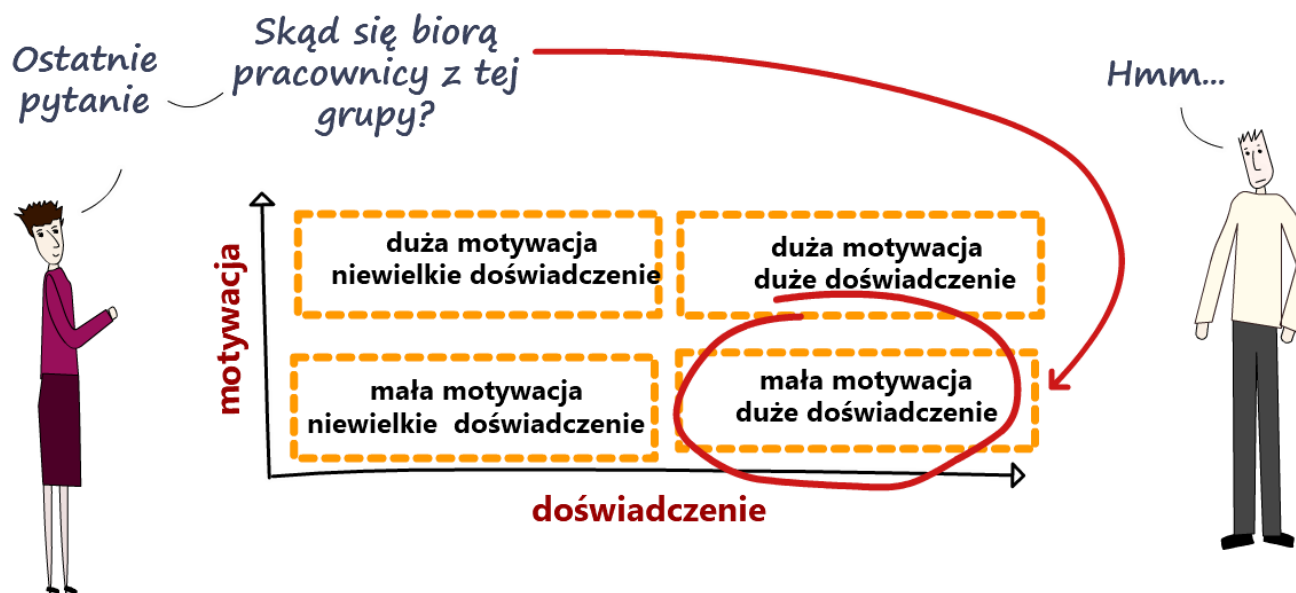 Ostatnie
pytanie
Skąd się biorą
pracownicy z tej
grupy?
Hmm...
motywacja
duża motywacja
niewielkie doświadczenie
duża motywacja
duże doświadczenie
mała motywacja
niewielkie  doświadczenie
mała motywacja
duże doświadczenie
doświadczenie